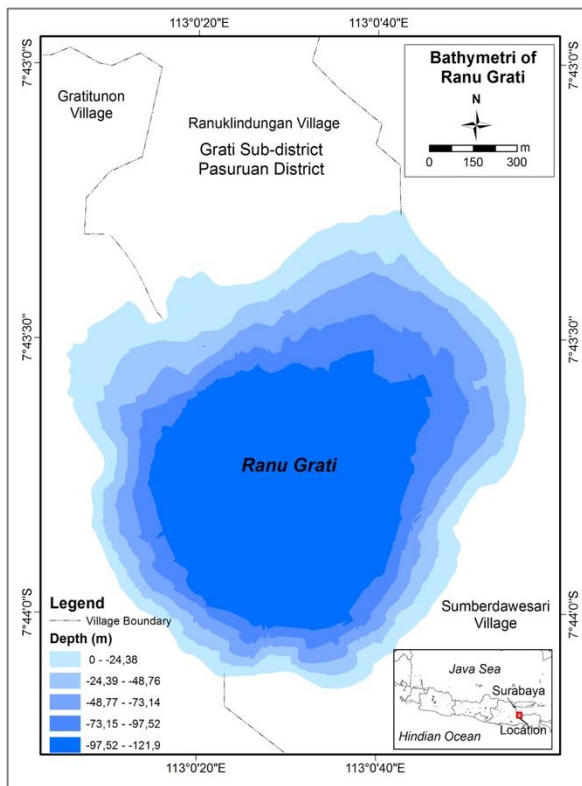 113°0'20"E
113°0'40"E
7°43'0"S
7°43'0"S
Bathymetri of
Ranu Grati
N
m
0
150
300
Gratitunon
Village
Ranuklindungan Village
Grati Sub-district
Pasuruan District
7°43'30"S
7°43'30"S
Ranu Grati
7°44'0"S
7°44'0"S
Legend
Village Boundary
Depth (m)
0 - -24,38
-24,39 - -48,76
-48,77 - -73,14
-73,15 - -97,52
-97,52 - -121,9
Sumberdawesari
Village
Java Sea
Surabaya
Hindian Ocean
Location
113°0'20"E
113°0'40"E